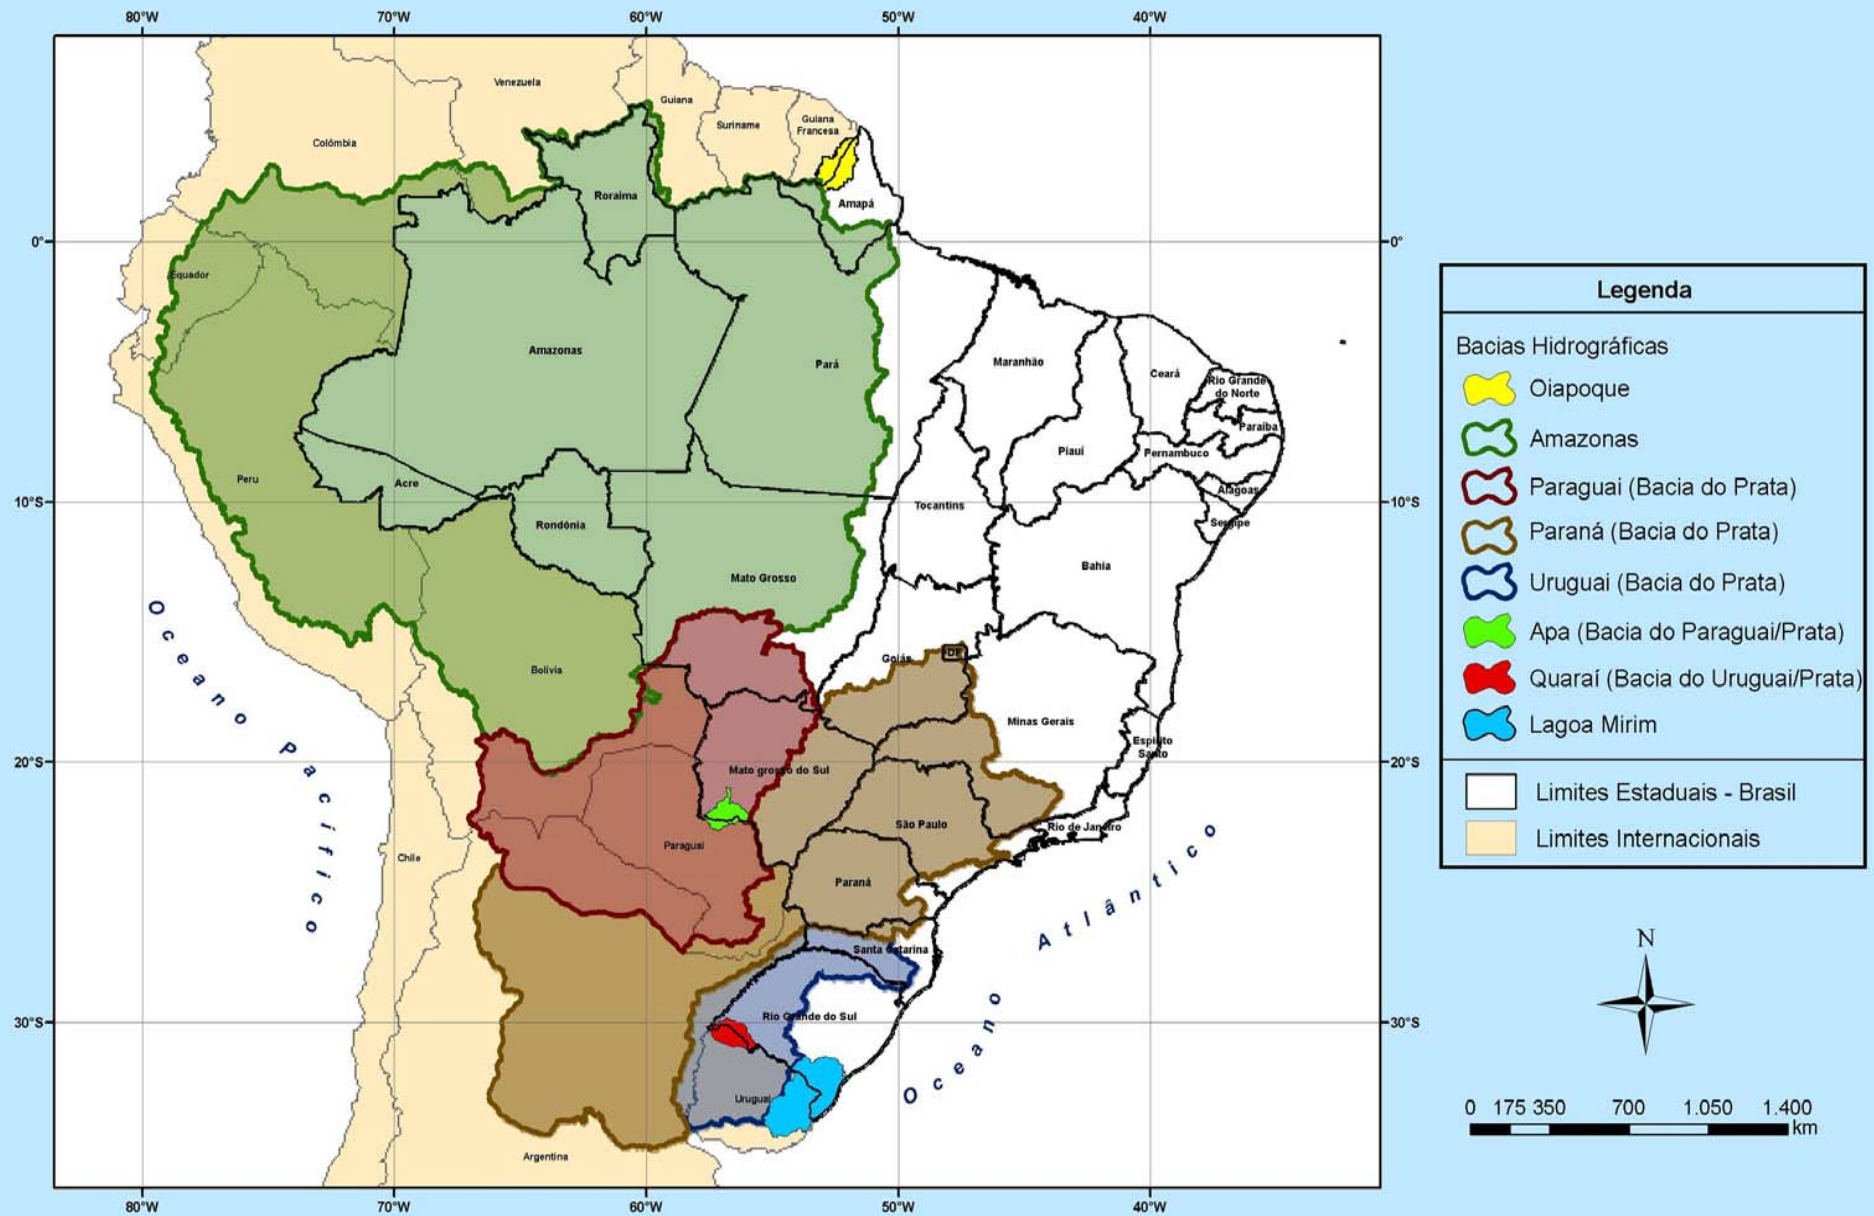 80°W 70°W 60°W 50°W 40°W
Venezuela
Guiana
Suriname
Guiana
Francesa
Colômbia
Roraima
Amapá
0° 0°
Equador
Amazonas
Pará
Maranhão
Ceará
Rio Grande
do Norte
Paraíba
Piauí
Pernambuco
Peru
Acre
Alagoas
10°S 10°S
Tocantins
Sergipe
Rondônia
Mato Grosso
Bahia
Goiás
DF
Bolívia
Minas Gerais
Espírito
Santo
20°S 20°S
Mato grosso do Sul
São Paulo
Rio de Janeiro
Paraguai
Chile
Paraná
Santa Catarina
Rio Grande do Sul
30°S 30°S
Uruguai
Argentina
Oceano Pacífico
Oceano Atlântico
80°W 70°W 60°W 50°W 40°W
Legenda
Bacias Hidrográficas
Oiapoque
Amazonas
Paraguai (Bacia do Prata)
Paraná (Bacia do Prata)
Uruguai (Bacia do Prata)
Apa (Bacia do Paraguai/Prata)
Quaraí (Bacia do Uruguai/Prata)
Lagoa Mirim
Limites Estaduais - Brasil
Limites Internacionais
N
0 175 350 700 1.050 1.400
km